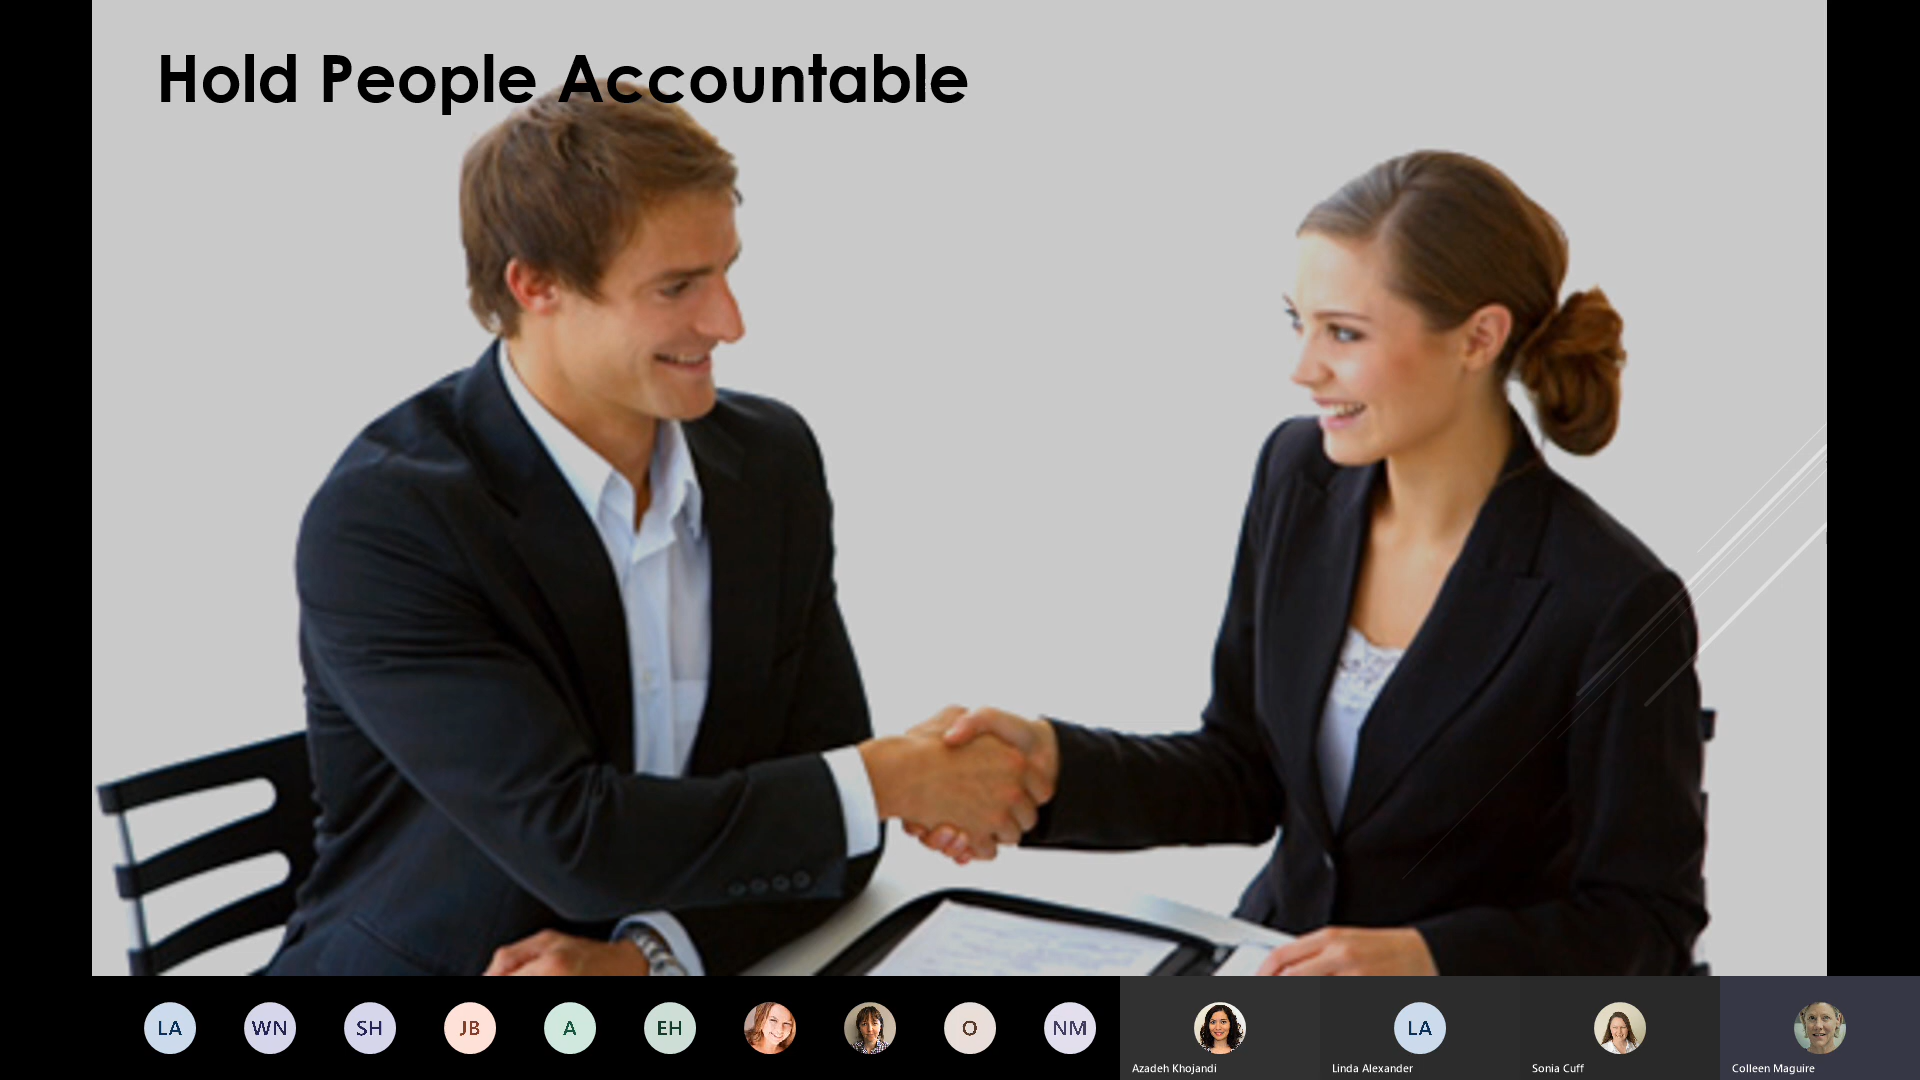 Hold People Accountable
LA
WN
SH
JB
A
EH
O
NM
LA
Azadeh Khojandi
Linda Alexander
Sonia Cuff
Colleen Maguire